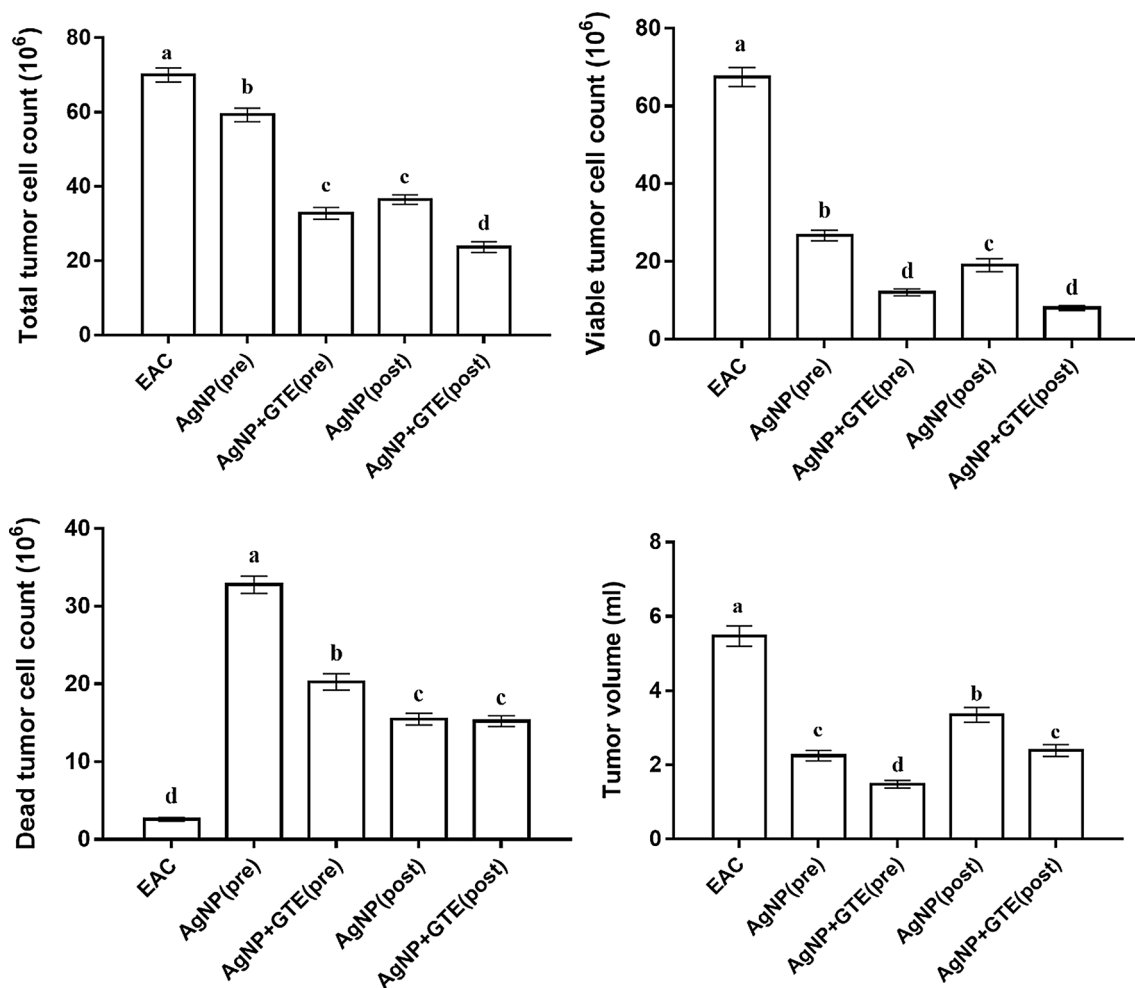 Total tumor cell count (10⁶)
80
60
40
20
0
a
b
c
c
d
EAC
AgNP(pre)
AgNP+GTE(pre)
AgNP(post)
AgNP+GTE(post)
Viable tumor cell count (10⁶)
80
60
40
20
0
a
b
d
c
d
EAC
AgNP(pre)
AgNP+GTE(pre)
AgNP(post)
AgNP+GTE(post)
Dead tumor cell count (10⁶)
40
30
20
10
0
d
a
b
c
c
EAC
AgNP(pre)
AgNP+GTE(pre)
AgNP(post)
AgNP+GTE(post)
Tumor volume (ml)
8
6
4
2
0
a
c
d
b
c
EAC
AgNP(pre)
AgNP+GTE(pre)
AgNP(post)
AgNP+GTE(post)